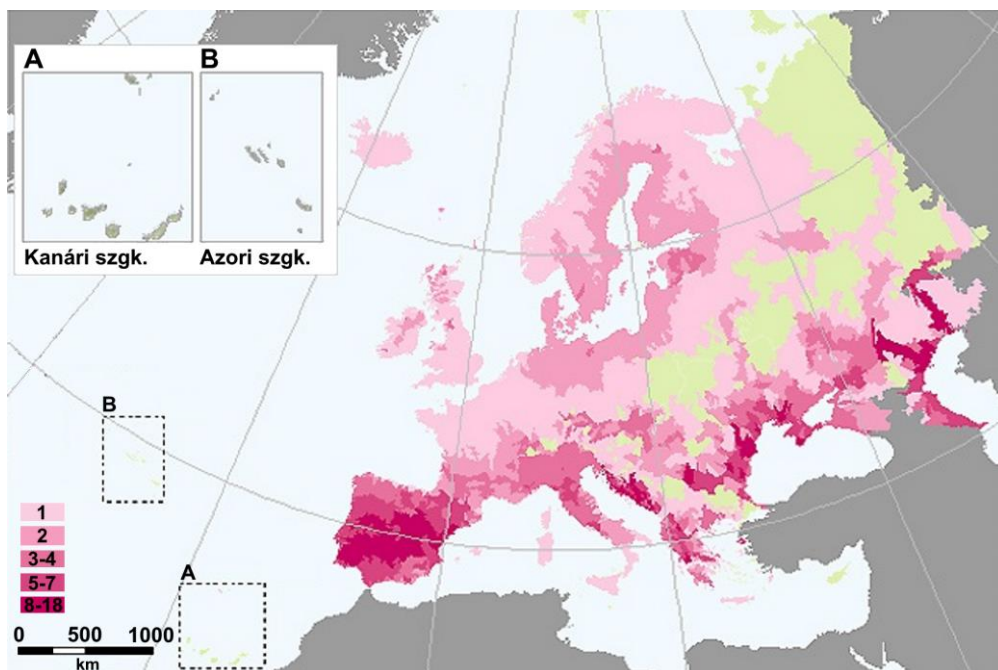 A
B
Kanári szgk.
Azori szgk.
B
A
1
2
3-4
5-7
8-18
0 500 1000
km